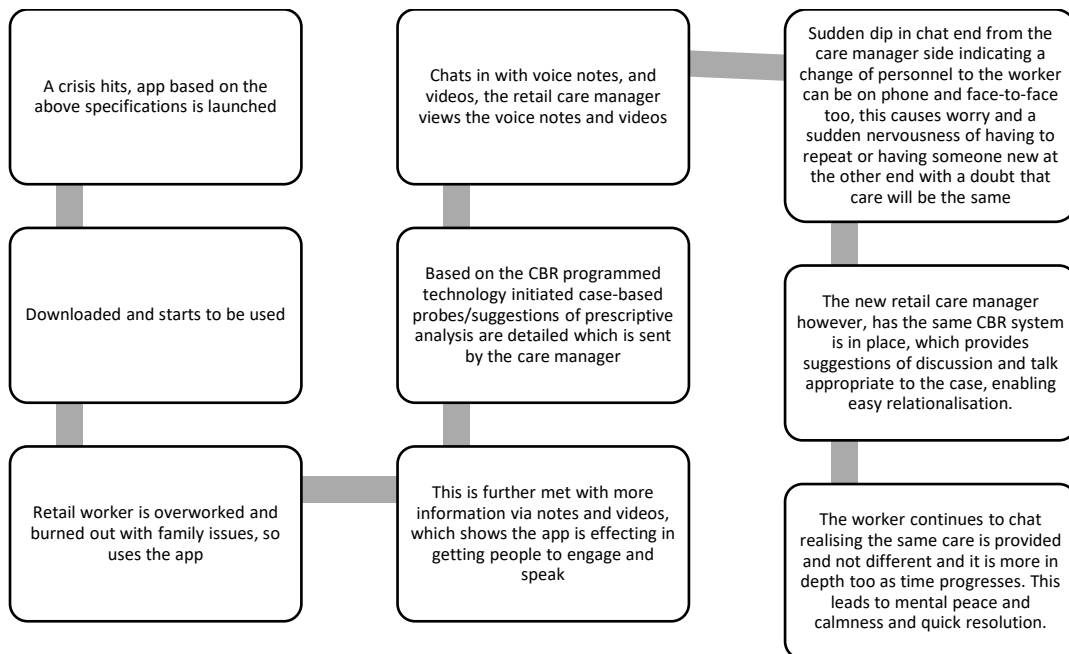 A crisis hits, app based on the
above specifications is launched
Downloaded and starts to be used
Retail worker is overworked and
burned out with family issues, so
uses the app
This is further met with more
information via notes and videos,
which shows the app is effecting in
getting people to engage and
speak
Based on the CBR programmed
technology initiated case-based
probes/suggestions of prescriptive
analysis are detailed which is sent
by the care manager
Chats in with voice notes, and
videos, the retail care manager
views the voice notes and videos
Sudden dip in chat end from the
care manager side indicating a
change of personnel to the worker
can be on phone and face-to-face
too, this causes worry and a
sudden nervousness of having to
repeat or having someone new at
the other end with a doubt that
care will be the same
The new retail care manager
however, has the same CBR system
is in place, which provides
suggestions of discussion and talk
appropriate to the case, enabling
easy relationalisation.
The worker continues to chat
realising the same care is provided
and not different and it is more in
depth too as time progresses. This
leads to mental peace and
calmness and quick resolution.